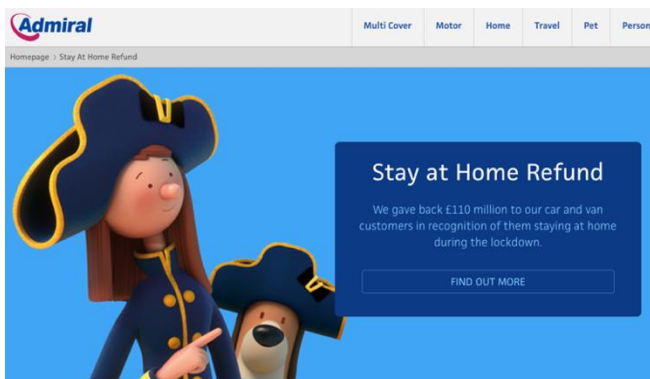 Admiral
Multi Cover Motor Home Travel Pet Person
Homepage > Stay At Home Refund
Stay at Home Refund
We gave back £110 million to our car and van
customers in recognition of them staying at home
during the lockdown.
FIND OUT MORE